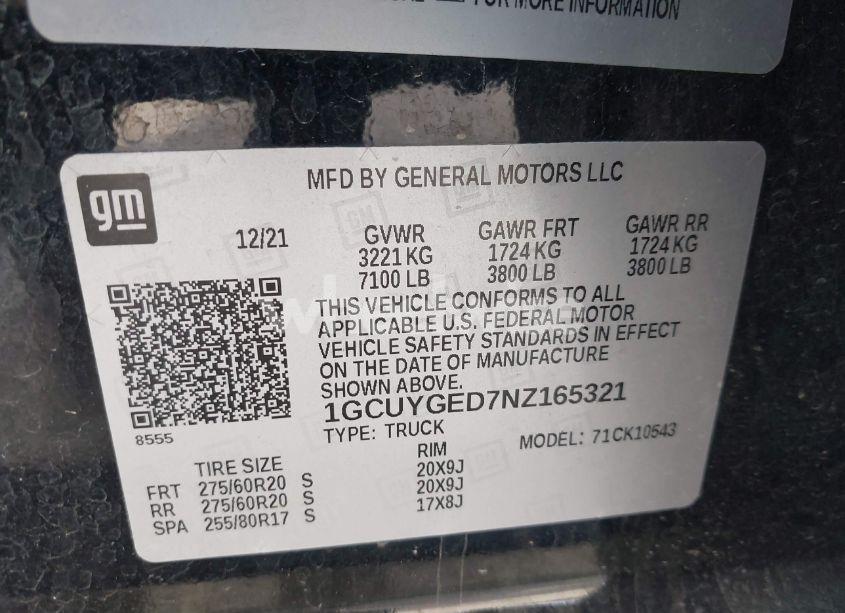 FOR MORE INFORMATION
gm
MFD BY GENERAL MOTORS LLC
12/21
GVWR GAWR FRT GAWR RR
3221 KG 1724 KG 1724 KG
7100 LB 3800 LB 3800 LB
THIS VEHICLE CONFORMS TO ALL
APPLICABLE U.S. FEDERAL MOTOR
VEHICLE SAFETY STANDARDS IN EFFECT
ON THE DATE OF MANUFACTURE
SHOWN ABOVE.
1GCUYGED7NZ165321
8555
TYPE: TRUCK MODEL: 71CK10543
TIRE SIZE RIM
FRT 275/60R20 S 20X9J
RR 275/60R20 S 20X9J
SPA 255/80R17 S 17X8J